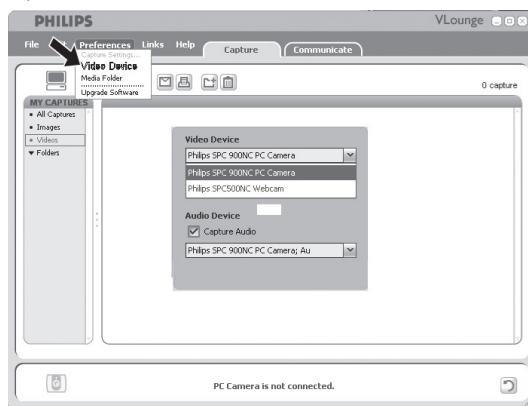 PHILIPS
VLounge
File Preferences Links Help
Capture
Communicate
Capture Settings...
Video Device
Media Folder
Upgrade Software
0 capture
MY CAPTURES
All Captures
Images
Videos
Folders
Video Device
Philips SPC 900NC PC Camera
Philips SPC 900NC PC Camera
Philips SPC500NC Webcam
Audio Device
Capture Audio
Philips SPC 900NC PC Camera; Au
PC Camera is not connected.